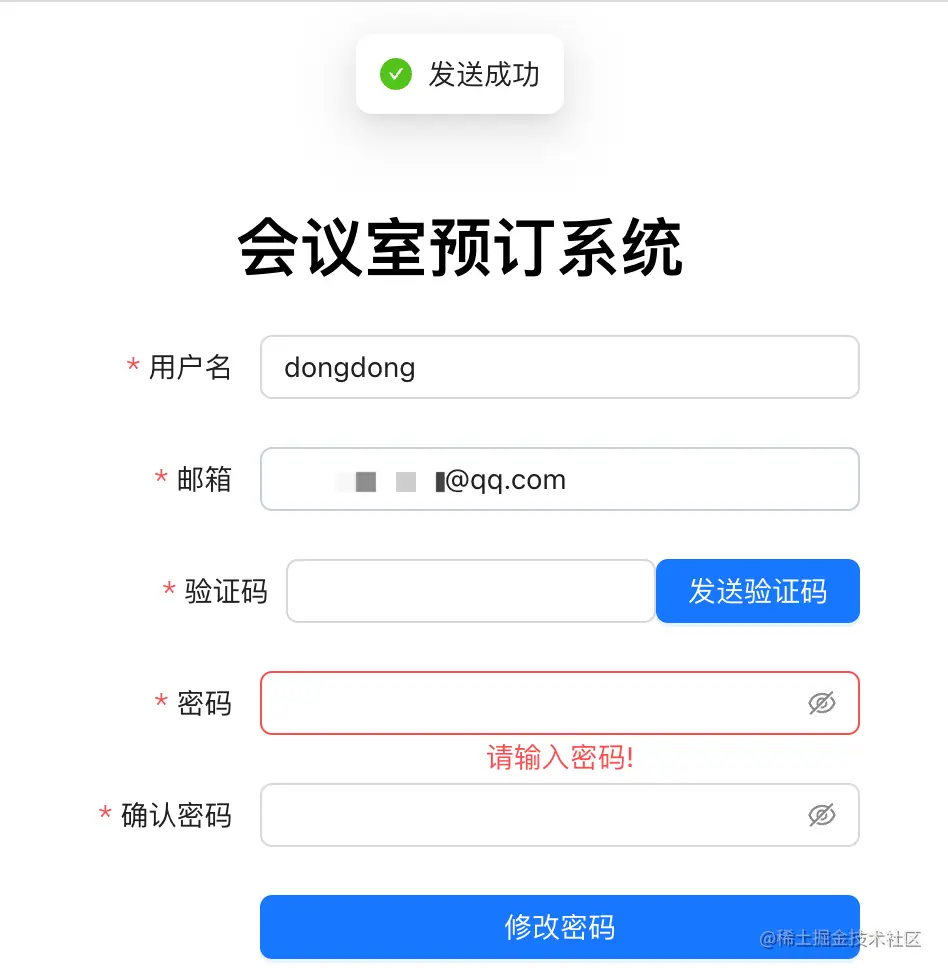 发送成功
会议室预订系统
* 用户名 dongdong
* 邮箱 @qq.com
* 验证码 发送验证码
* 密码
请输入密码!
* 确认密码
修改密码
@稀土掘金技术社区